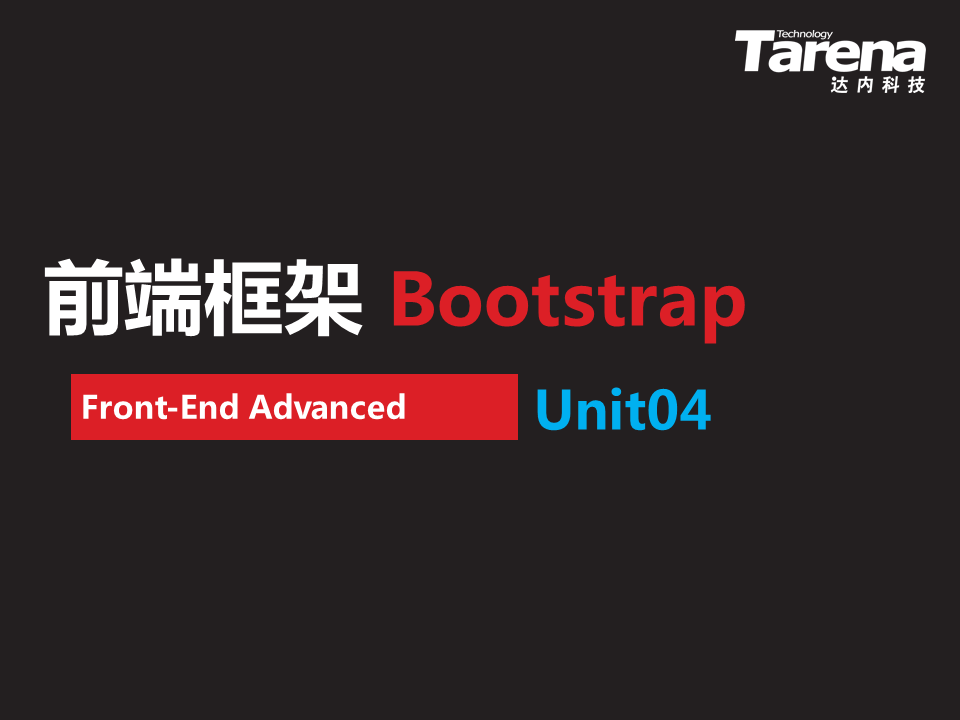 Technology
Tarena
达内科技
前端框架 Bootstrap
Front-End Advanced Unit04